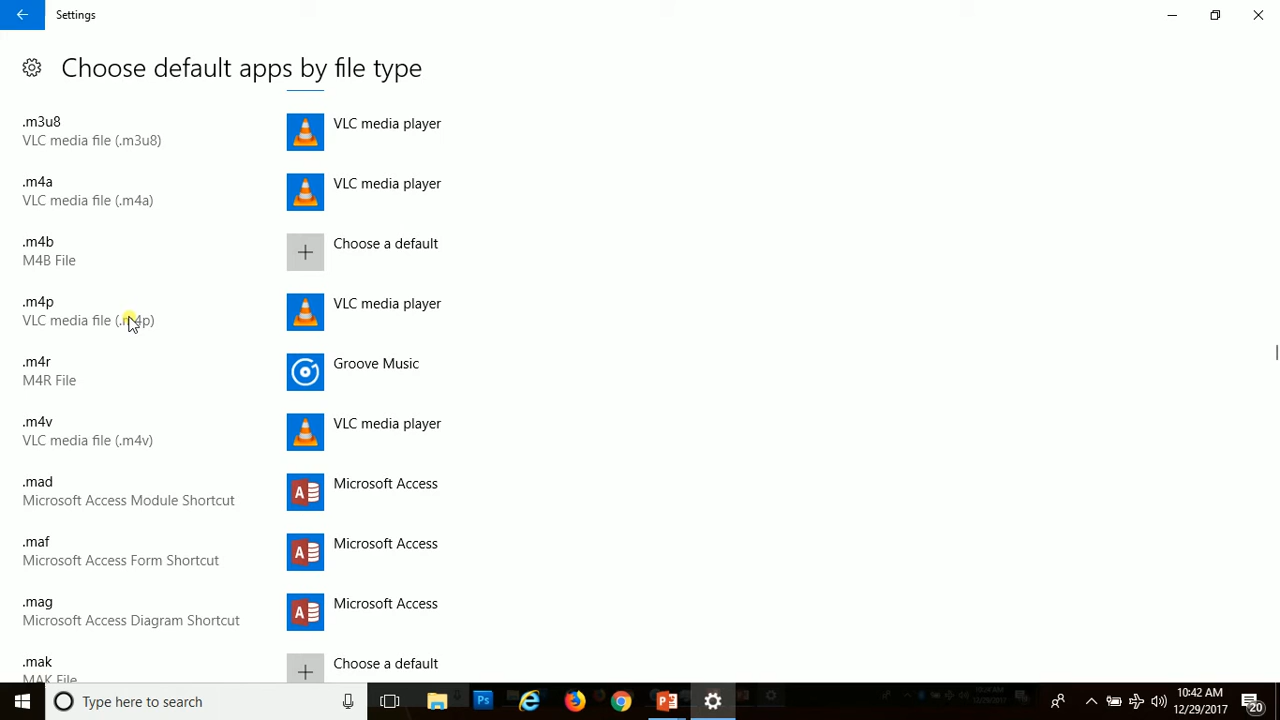 Settings
Choose default apps by file type
.m3u8
VLC media file (.m3u8)
VLC media player
.m4a
VLC media file (.m4a)
VLC media player
.m4b
M4B File
Choose a default
.m4p
VLC media file (.m4p)
VLC media player
.m4r
M4R File
Groove Music
.m4v
VLC media file (.m4v)
VLC media player
.mad
Microsoft Access Module Shortcut
Microsoft Access
.maf
Microsoft Access Form Shortcut
Microsoft Access
.mag
Microsoft Access Diagram Shortcut
Microsoft Access
.mak
MAK File
Choose a default
Type here to search
10:42 AM
12/29/2017
20